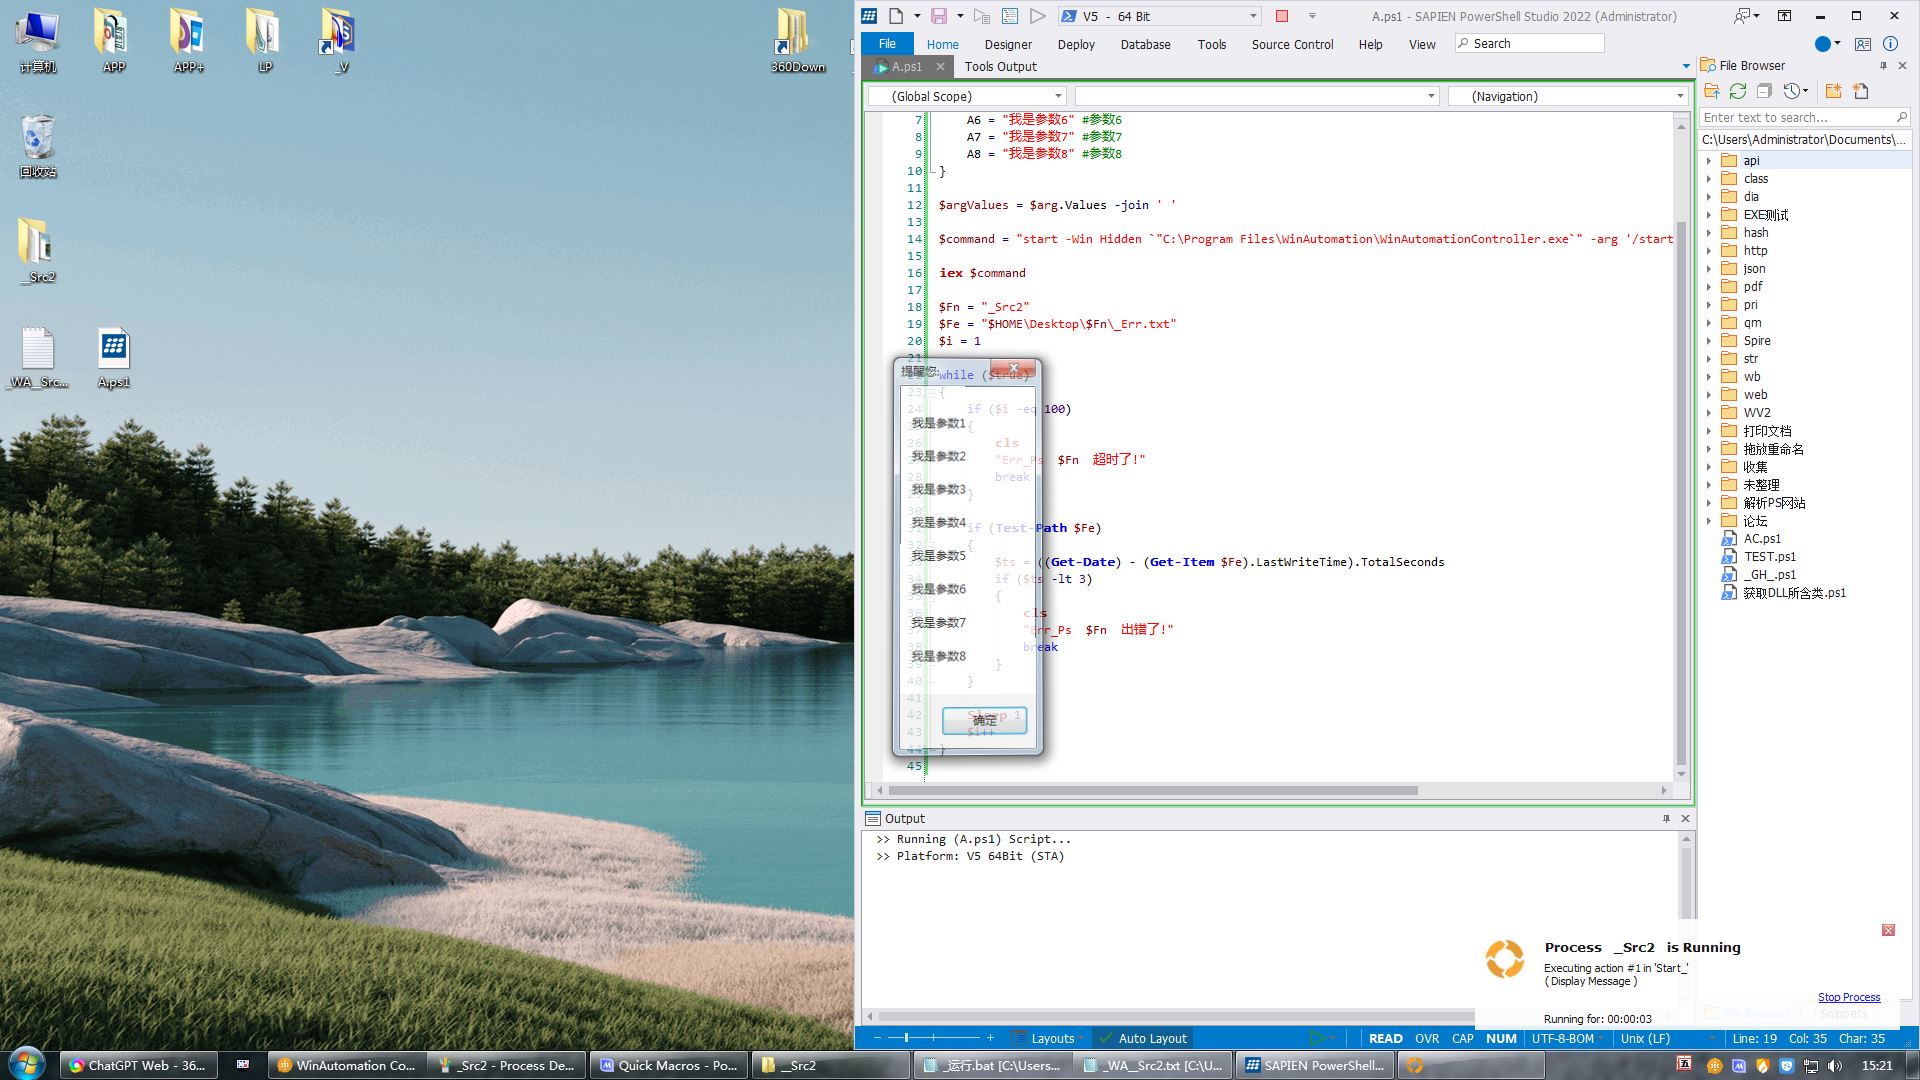 计算机
APP
APP+
LP
_V
360Down
回收站
__Src2
_WA__Src...
A.ps1
V5 - 64 Bit
A.ps1 - SAPIEN PowerShell Studio 2022 (Administrator)
File
Home
Designer
Deploy
Database
Tools
Source Control
Help
View
Search
A.ps1
Tools Output
(Global Scope)
(Navigation)
7 A6 = "我是参数6" #参数6
8 A7 = "我是参数7" #参数7
9 A8 = "我是参数8" #参数8
10 }
11
12 $argValues = $arg.Values -join ' '
13
14 $command = "start -Win Hidden `"C:\Program Files\WinAutomation\WinAutomationController.exe`" -arg '/start
15
16 iex $command
17
18 $Fn = "_Src2"
19 $Fe = "$HOME\Desktop\$Fn\_Err.txt"
20 $i = 1
21
22 while ($true)
23 {
24 if ($i -eq 100)
{
26 cls
"Err_Ps $Fn 超时了!"
28 break
}
30
if (Test-Path $Fe)
32 {
$ts = ((Get-Date) - (Get-Item $Fe).LastWriteTime).TotalSeconds
34 if ($ts -lt 3)
{
36 cls
"Err_Ps $Fn 出错了!"
38 break
}
40 }
41
42 Sleep 1
43 $i++
44 }
45
提醒您:
我是参数1
我是参数2
我是参数3
我是参数4
我是参数5
我是参数6
我是参数7
我是参数8
确定
Output
>> Running (A.ps1) Script...
>> Platform: V5 64Bit (STA)
File Browser
Enter text to search...
C:\Users\Administrator\Documents\...
api
class
dia
EXE测试
hash
http
json
pdf
pri
qm
Spire
str
wb
web
WV2
打印文档
拖放重命名
收集
未整理
解析PS网站
论坛
AC.ps1
TEST.ps1
_GH_.ps1
获取DLL所含类.ps1
Process _Src2 is Running
Executing action #1 in 'Start_'
( Display Message )
Stop Process
Running for: 00:00:03
File Browser
Snippets
Layouts
Auto Layout
READ
OVR
CAP
NUM
UTF-8-BOM
Unix (LF)
Line: 19
Col: 35
Char: 35
ChatGPT Web - 36...
WinAutomation Co...
_Src2 - Process De...
Quick Macros - Po...
__Src2
_运行.bat [C:\Users...
_WA_Src2.txt [C:\U...
SAPIEN PowerShell...
15:21